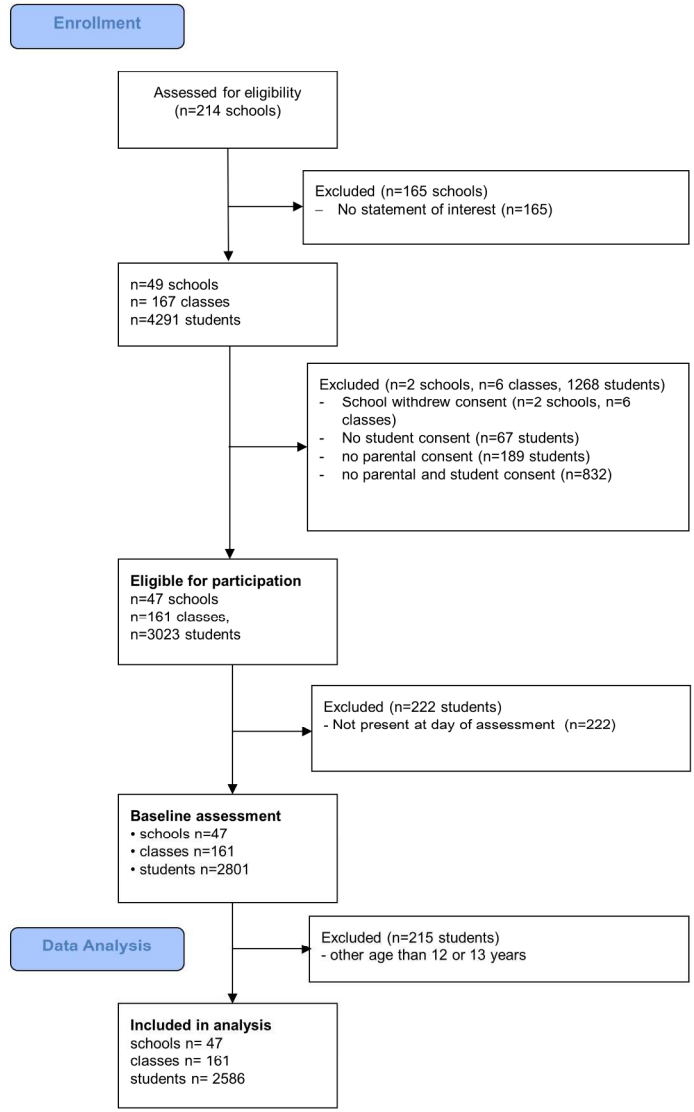 Enrollment
Assessed for eligibility
(n=214 schools)
Excluded (n=165 schools)
– No statement of interest (n=165)
n=49 schools
n= 167 classes
n=4291 students
Excluded (n=2 schools, n=6 classes, 1268 students)
- School withdrew consent (n=2 schools, n=6
classes)
- No student consent (n=67 students)
- no parental consent (n=189 students)
- no parental and student consent (n=832)
Eligible for participation
n=47 schools
n=161 classes,
n=3023 students
Excluded (n=222 students)
- Not present at day of assessment (n=222)
Baseline assessment
• schools n=47
• classes n=161
• students n=2801
Data Analysis
Excluded (n=215 students)
- other age than 12 or 13 years
Included in analysis
schools n= 47
classes n= 161
students n= 2586